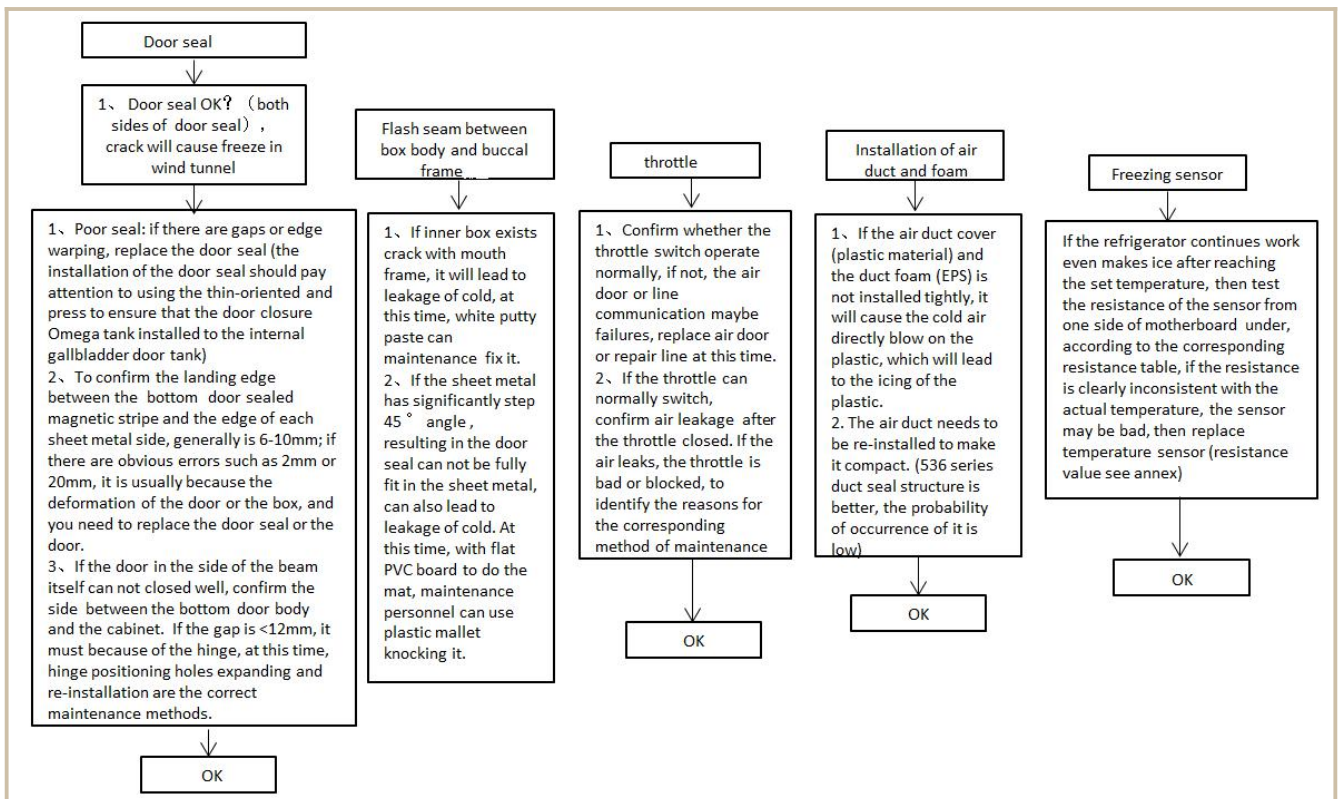 Door seal
1、 Door seal OK？（both
sides of door seal），
crack will cause freeze in
wind tunnel
1、 Poor seal: if there are gaps or edge
warping, replace the door seal (the
installation of the door seal should pay
attention to using the thin-oriented and
press to ensure that the door closure
Omega tank installed to the internal
gallbladder door tank)
2、 To confirm the landing edge
between the bottom door sealed
magnetic stripe and the edge of each
sheet metal side, generally is 6-10mm; if
there are obvious errors such as 2mm or
20mm, it is usually because the
deformation of the door or the box, and
you need to replace the door seal or the
door.
3、 If the door in the side of the beam
itself can not closed well, confirm the
side between the bottom door body
and the cabinet. If the gap is <12mm, it
must because of the hinge, at this time,
hinge positioning holes expanding and
re-installation are the correct
maintenance methods.
OK
Flash seam between
box body and buccal
frame
1、 If inner box exists
crack with mouth
frame, it will lead to
leakage of cold, at
this time, white putty
paste can
maintenance fix it.
2、 If the sheet metal
has significantly step
45 ° angle，
resulting in the door
seal can not be fully
fit in the sheet metal,
can also lead to
leakage of cold. At
this time, with flat
PVC board to do the
mat, maintenance
personnel can use
plastic mallet
knocking it.
throttle
1、 Confirm whether the
throttle switch operate
normally, if not, the air
door or line
communication maybe
failures, replace air door
or repair line at this time.
2、 If the throttle can
normally switch,
confirm air leakage after
the throttle closed. If the
air leaks, the throttle is
bad or blocked, to
identify the reasons for
the corresponding
method of maintenance
OK
Installation of air
duct and foam
1、 If the air duct cover
(plastic material) and
the duct foam (EPS) is
not installed tightly, it
will cause the cold air
directly blow on the
plastic, which will lead
to the icing of the
plastic.
2. The air duct needs to
be re-installed to make
it compact. (536 series
duct seal structure is
better, the probability
of occurrence of it is
low)
OK
Freezing sensor
If the refrigerator continues work
even makes ice after reaching
the set temperature, then test
the resistance of the sensor from
one side of motherboard under,
according to the corresponding
resistance table, if the resistance
is clearly inconsistent with the
actual temperature, the sensor
may be bad, then replace
temperature sensor (resistance
value see annex)
OK